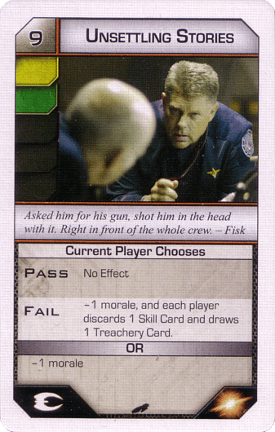 9
UNSETTLING STORIES
Asked him for his gun, shot him in the head
with it. Right in front of the whole crew. – Fisk
Current Player Chooses
PASS No Effect
FAIL −1 morale, and each player
discards 1 Skill Card and draws
1 Treachery Card.
OR
−1 morale